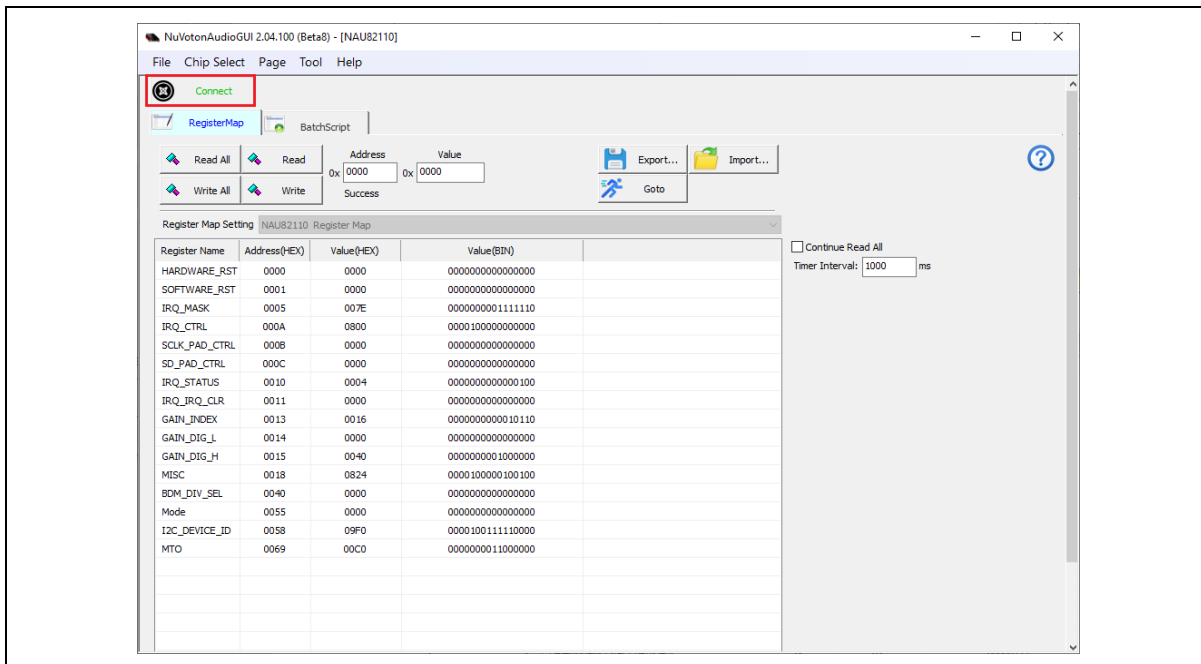 NuVotonAudioGUI 2.04.100 (Beta8) - [NAU82110]
File Chip Select Page Tool Help
Connect
RegisterMap BatchScript
Read All Read Address Value Export... Import...
0x 0000 0x 0000
Write All Write Success Goto
Register Map Setting NAU82110 Register Map
Register Name Address(HEX) Value(HEX) Value(BIN) Continue Read All
HARDWARE_RST 0000 0000 0000000000000000 Timer Interval: 1000 ms
SOFTWARE_RST 0001 0000 0000000000000000
IRQ_MASK 0005 007E 0000000001111110
IRQ_CTRL 000A 0800 0000100000000000
SCLK_PAD_CTRL 000B 0000 0000000000000000
SD_PAD_CTRL 000C 0000 0000000000000000
IRQ_STATUS 0010 0004 0000000000000100
IRQ_IRQ_CLR 0011 0000 0000000000000000
GAIN_INDEX 0013 0016 0000000000010110
GAIN_DIG_L 0014 0000 0000000000000000
GAIN_DIG_H 0015 0040 0000000001000000
MISC 0018 0824 0000100000100100
BDM_DIV_SEL 0040 0000 0000000000000000
Mode 0055 0000 0000000000000000
I2C_DEVICE_ID 0058 09F0 0000100111110000
MTO 0069 00C0 0000000011000000